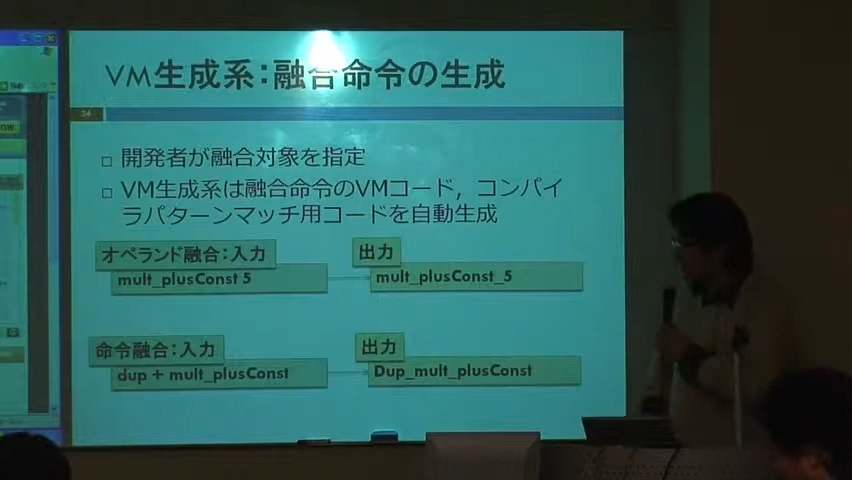 VM生成系：融合命令の生成
34
開発者が融合対象を指定
VM生成系は融合命令のVMコード，コンパイ
ラパターンマッチ用コードを自動生成
オペランド融合：入力
出力
mult_plusConst 5
mult_plusConst_5
命令融合：入力
出力
dup + mult_plusConst
Dup_mult_plusConst